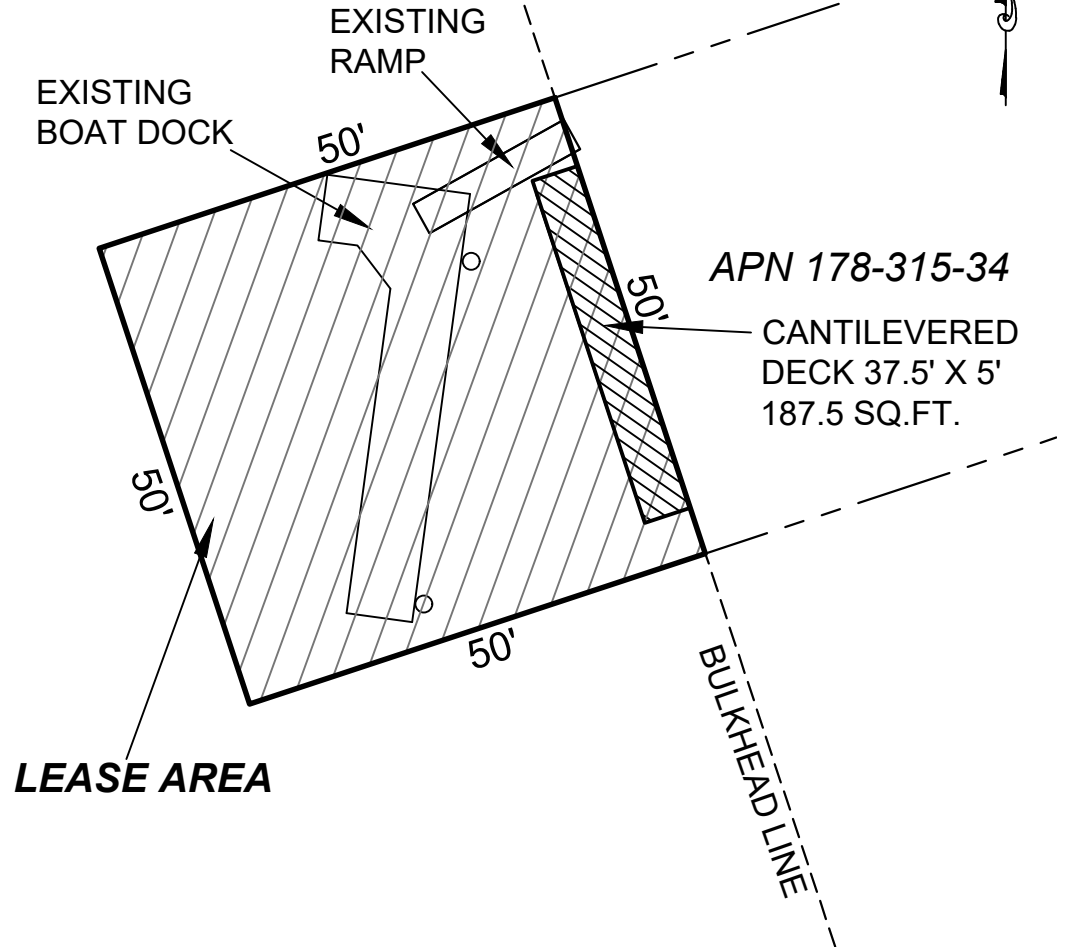 EXISTING
RAMP
EXISTING
BOAT DOCK
50'
APN 178-315-34
50'
CANTILEVERED
DECK 37.5' X 5'
187.5 SQ.FT.
50'
50'
BULKHEAD LINE
LEASE AREA